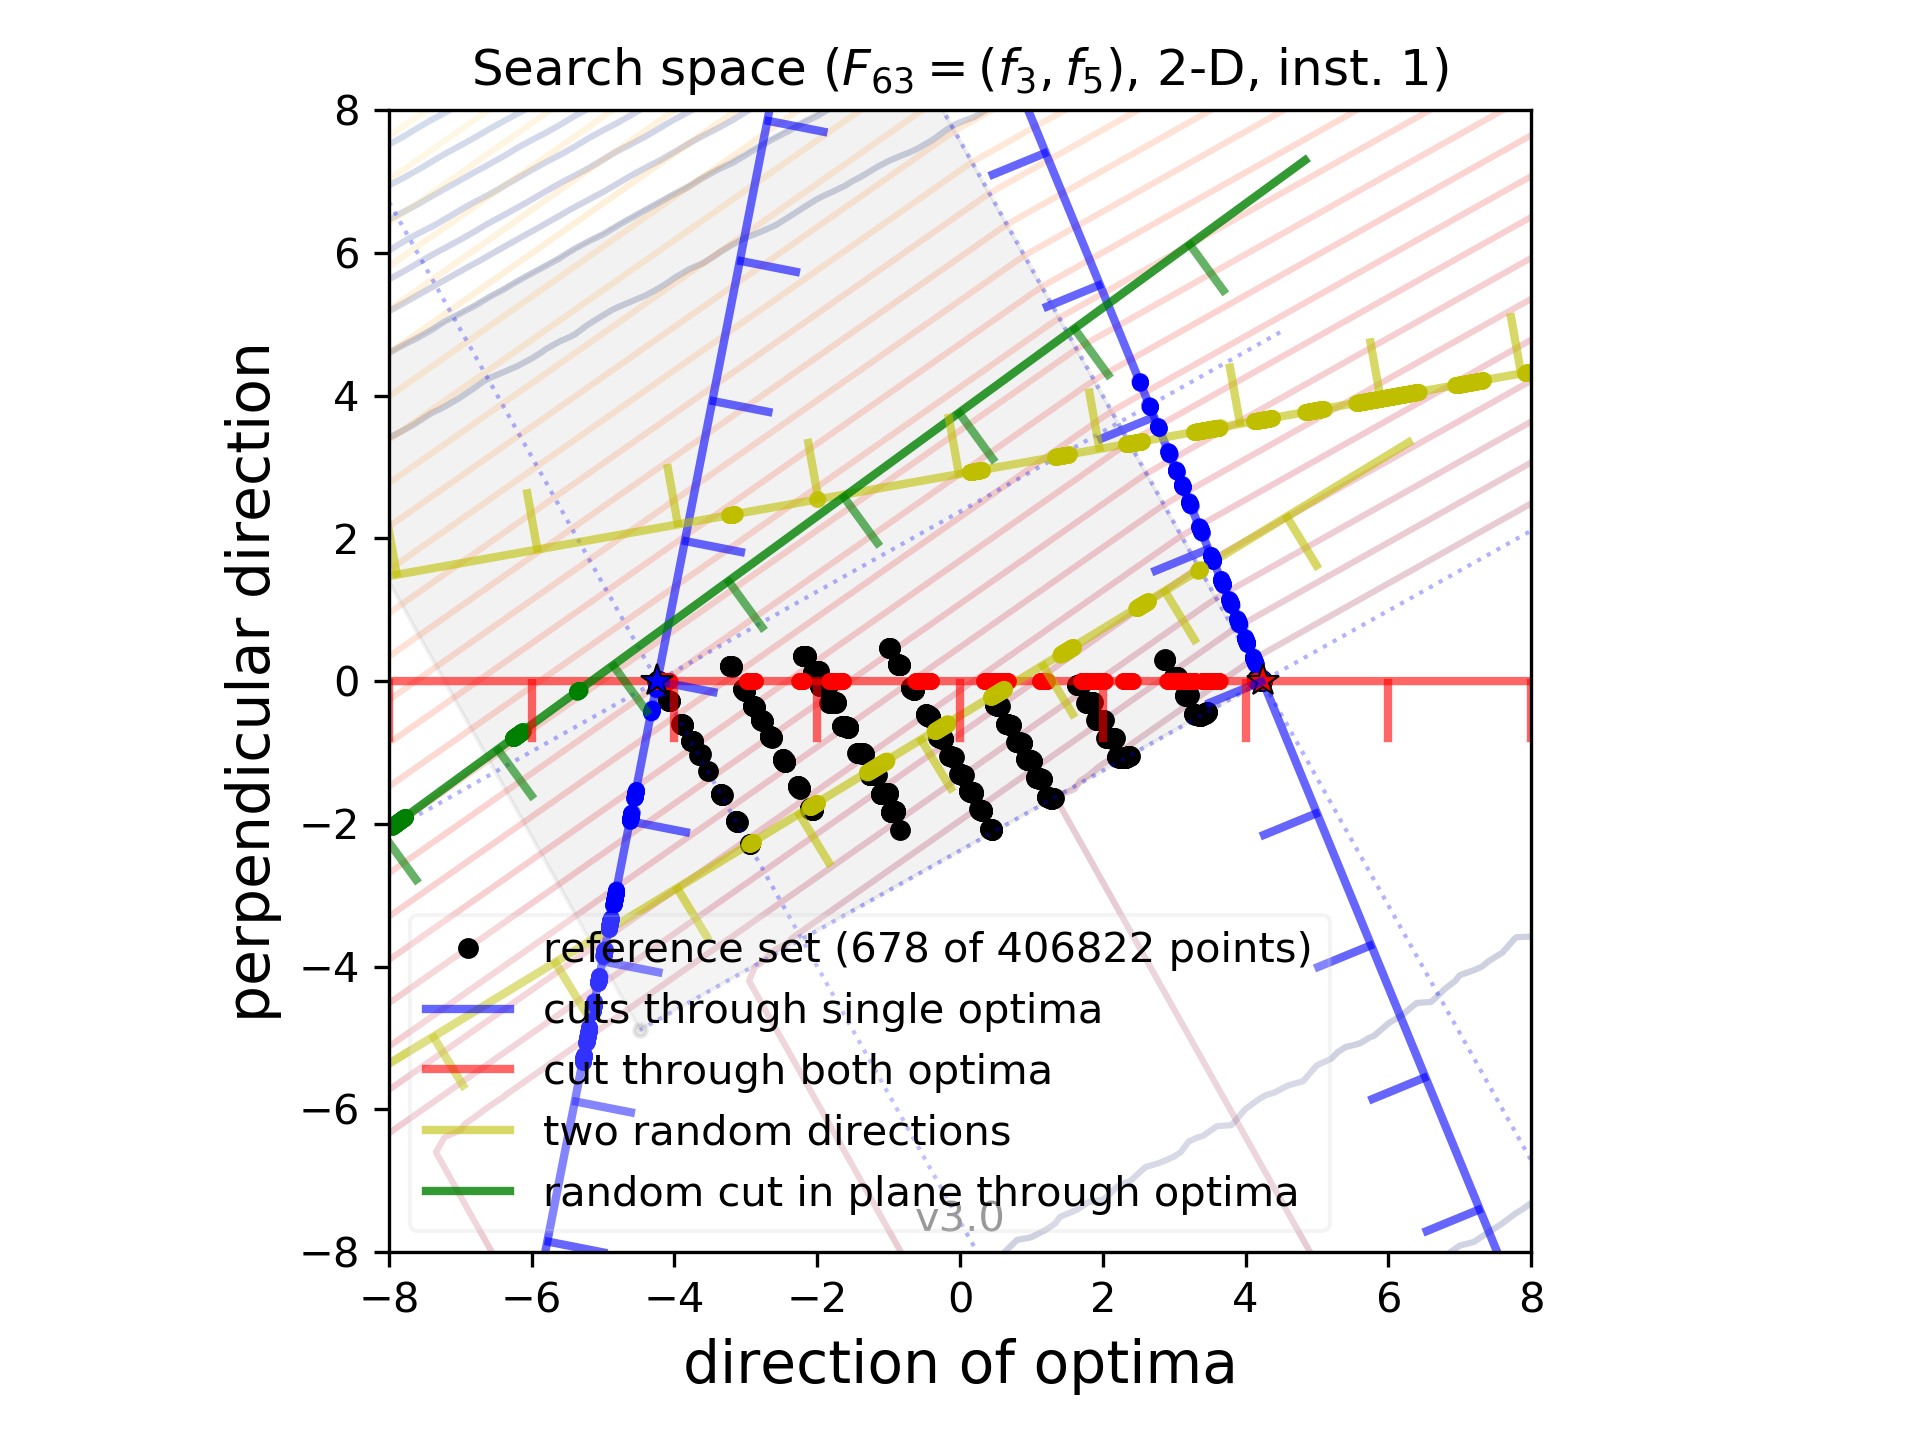 Search space (F63 = (f3, f5), 2-D, inst. 1)
8
6
4
2
0
−2
−4
−6
−8
perpendicular direction
reference set (678 of 406822 points)
cuts through single optima
cut through both optima
two random directions
random cut in plane through optima
v3.0
−8 −6 −4 −2 0 2 4 6 8
direction of optima